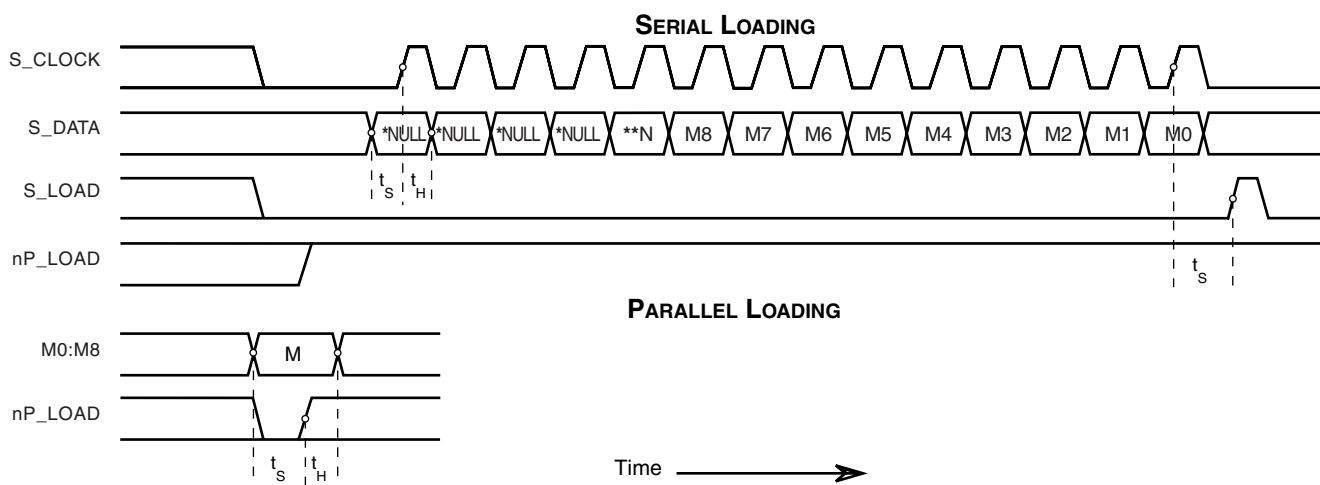 SERIAL LOADING
S_CLOCK
S_DATA *NULL *NULL *NULL *NULL **N M8 M7 M6 M5 M4 M3 M2 M1 M0
S_LOAD
tS tH
nP_LOAD
tS
PARALLEL LOADING
M0:M8 M
nP_LOAD
tS tH
Time